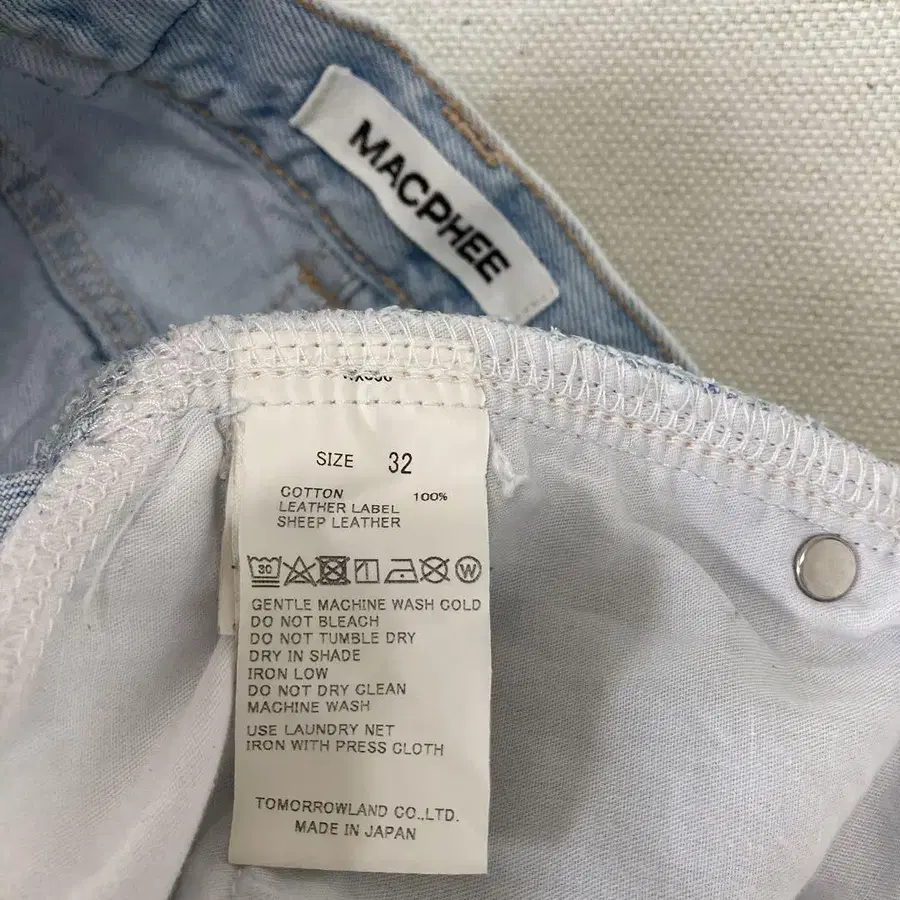 MACPHEE
SIZE 32
COTTON 100%
LEATHER LABEL
SHEEP LEATHER
30
W
GENTLE MACHINE WASH COLD
DO NOT BLEACH
DO NOT TUMBLE DRY
DRY IN SHADE
IRON LOW
DO NOT DRY CLEAN
MACHINE WASH
USE LAUNDRY NET
IRON WITH PRESS CLOTH
TOMORROWLAND CO.,LTD.
MADE IN JAPAN